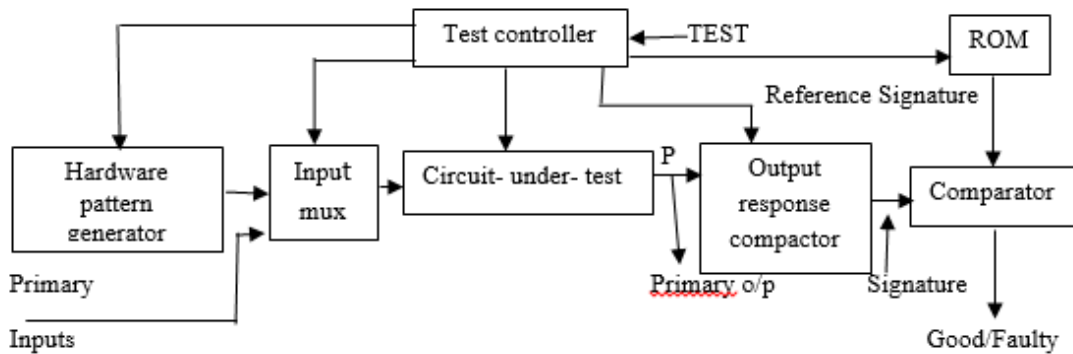 Test controller
TEST
ROM
Reference Signature
Hardware
pattern
generator
Input
mux
Circuit- under- test
P
Output
response
compactor
Comparator
Primary
Inputs
Primary o/p
Signature
Good/Faulty